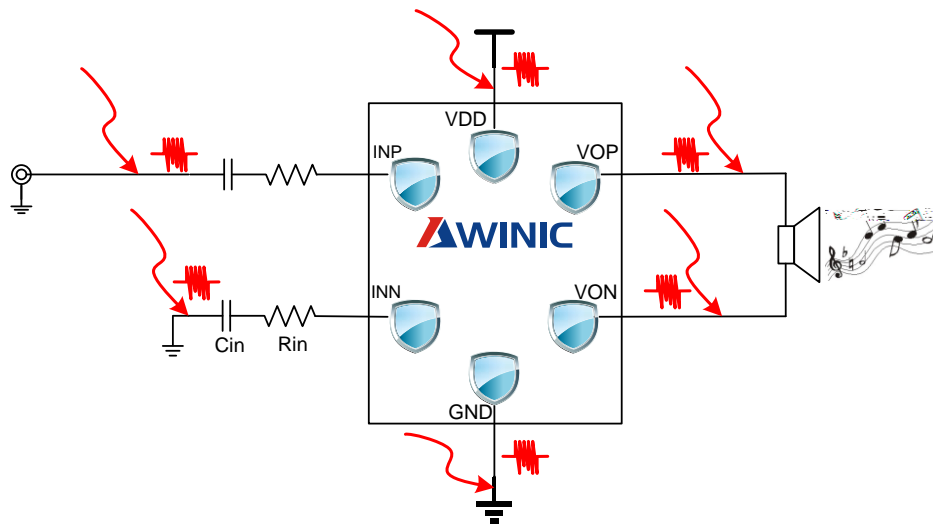 VDD
INP
VOP
AWINIC
INN
VON
Cin
Rin
GND